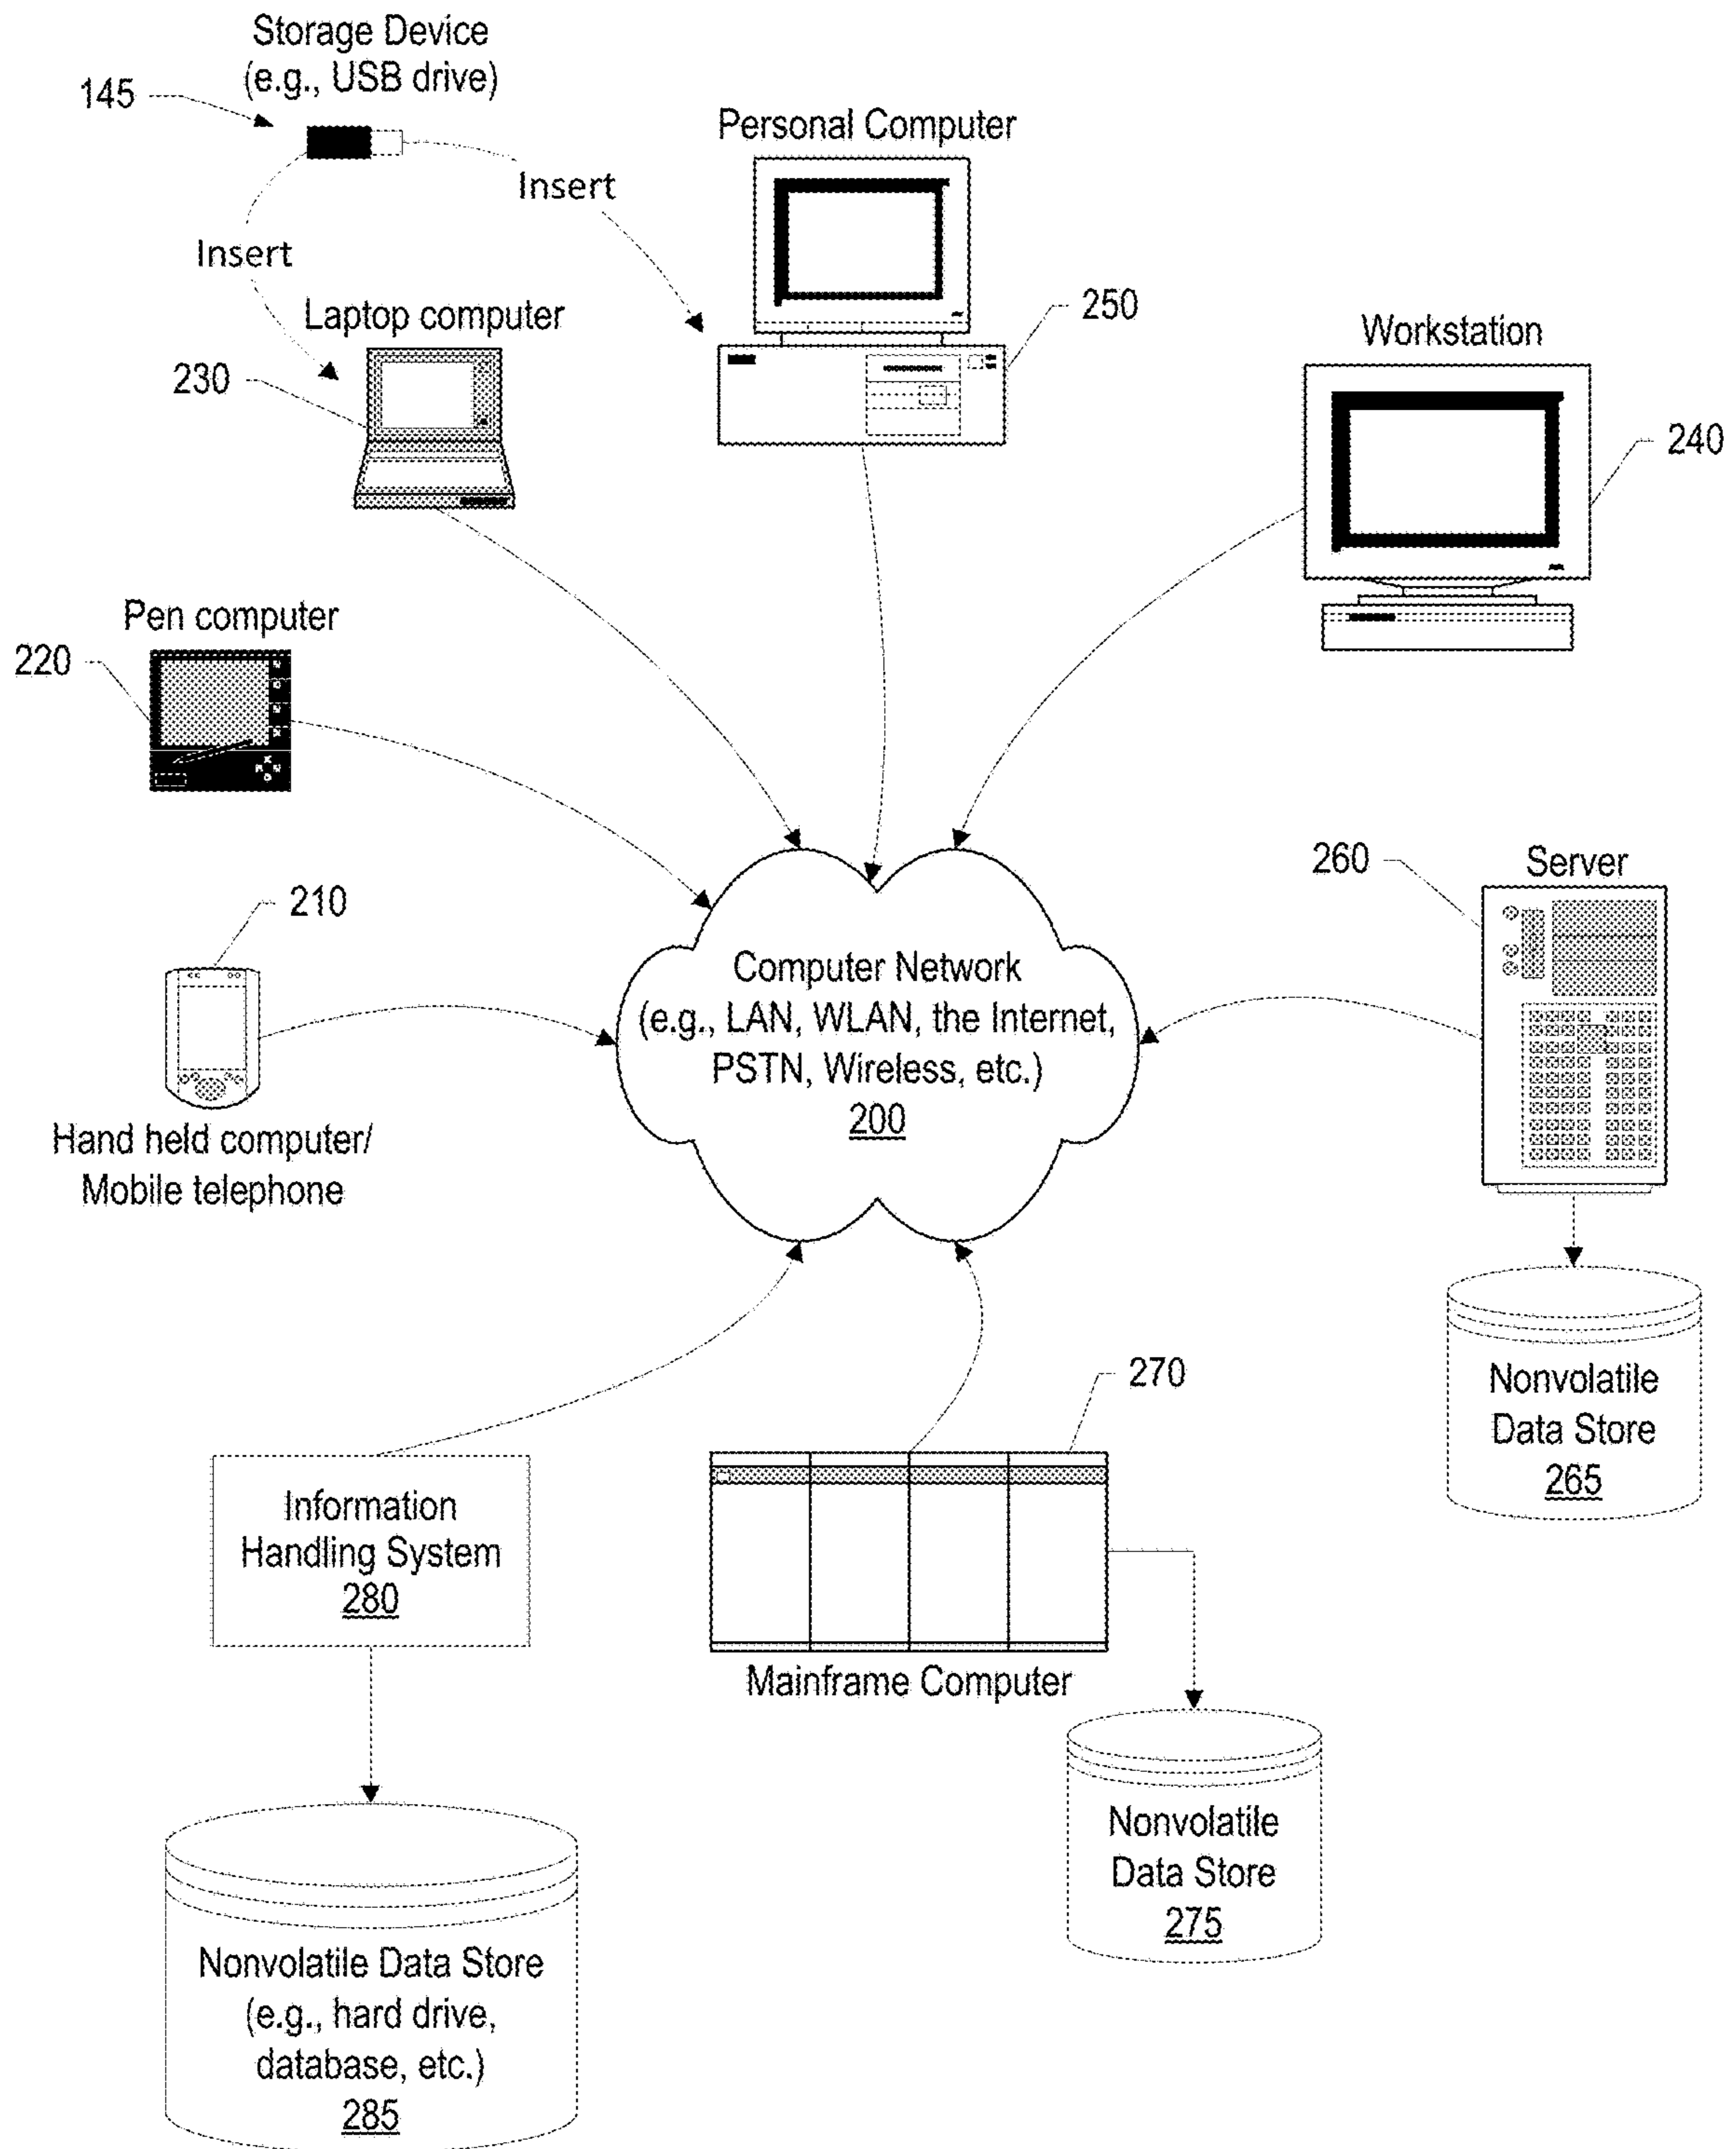 Storage Device
(e.g., USB drive)
145
Insert
Insert
Personal Computer
250
Laptop computer
230
Workstation
240
Pen computer
220
210
Hand held computer/
Mobile telephone
Computer Network
(e.g., LAN, WLAN, the Internet,
PSTN, Wireless, etc.)
200
260
Server
Nonvolatile
Data Store
265
270
Mainframe Computer
Information
Handling System
280
Nonvolatile
Data Store
275
Nonvolatile Data Store
(e.g., hard drive,
database, etc.)
285